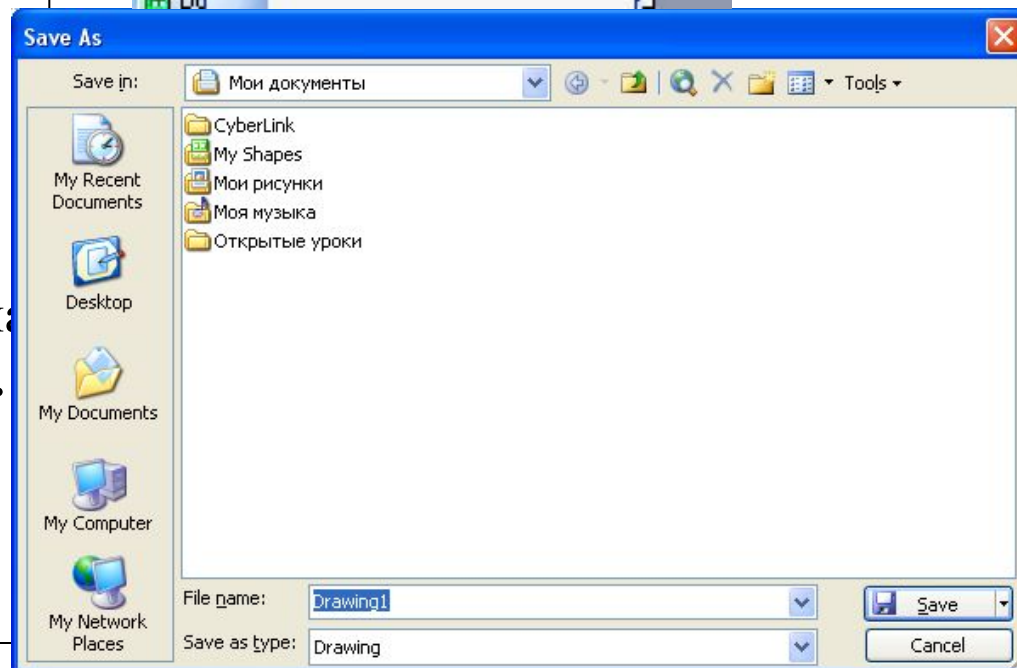 Save As
Save in: Мои документы Tools
CyberLink
My Shapes
Мои рисунки
Моя музыка
Открытые уроки
My Recent
Documents
Desktop
My Documents
My Computer
My Network
Places
File name: Drawing1 Save
Save as type: Drawing Cancel